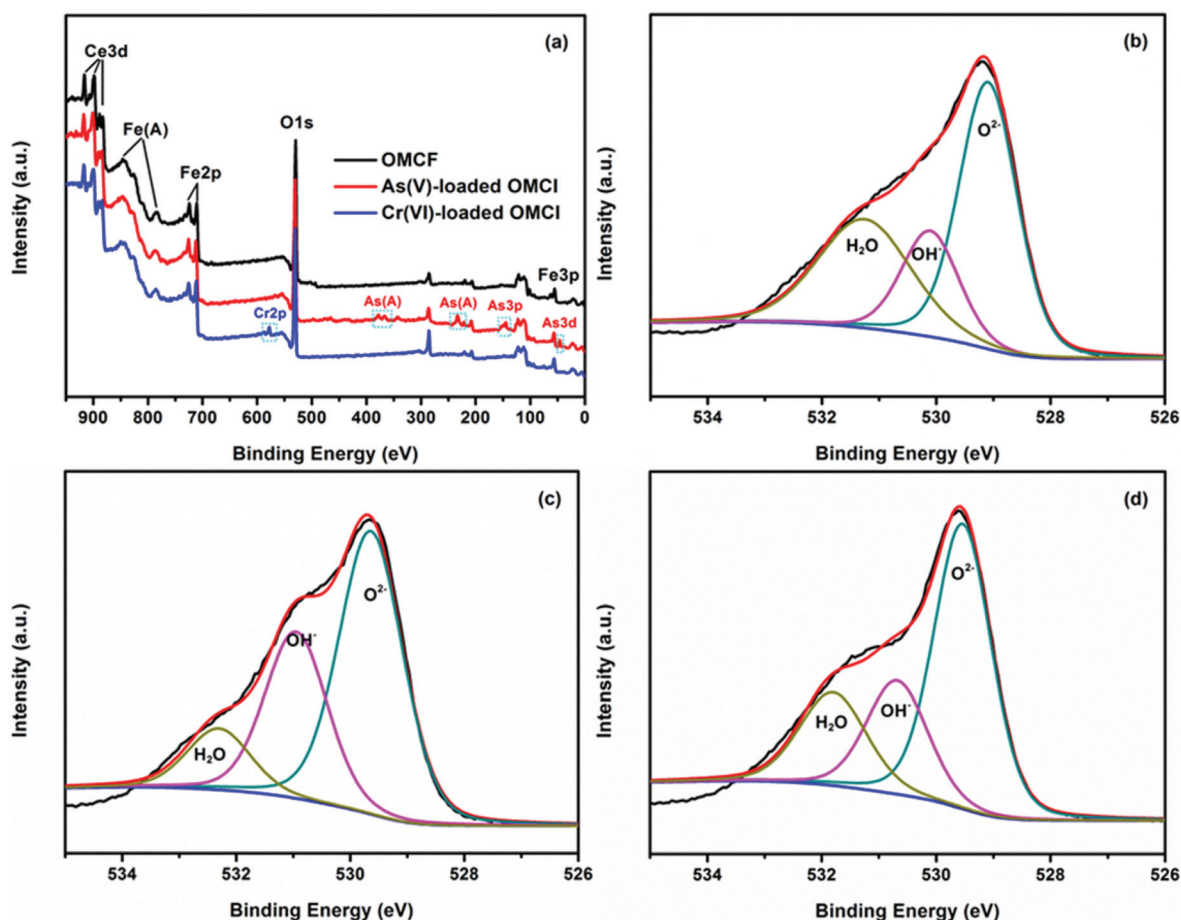 (a)
Ce3d
Fe(A)
Fe2p
O1s
OMCF
As(V)-loaded OMCI
Cr(VI)-loaded OMCI
Cr2p
As(A)
As(A)
As3p
Fe3p
As3d
Intensity (a.u.)
900 800 700 600 500 400 300 200 100 0
Binding Energy (eV)
(b)
O²⁻
H₂O
OH⁻
Intensity (a.u.)
534 532 530 528 526
Binding Energy (eV)
(c)
O²⁻
OH⁻
H₂O
Intensity (a.u.)
534 532 530 528 526
Binding Energy (eV)
(d)
O²⁻
H₂O
OH⁻
Intensity (a.u.)
534 532 530 528 526
Binding Energy (eV)